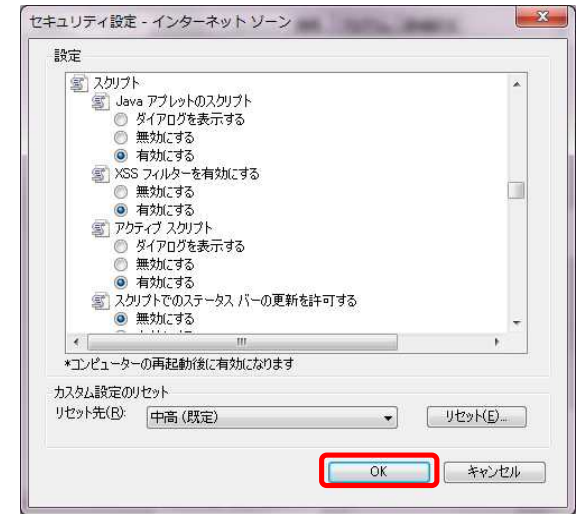 セキュリティ設定 - インターネット ゾーン
設定
スクリプト
Java アプレットのスクリプト
ダイアログを表示する
無効にする
有効にする
XSS フィルターを有効にする
無効にする
有効にする
アクティブ スクリプト
ダイアログを表示する
無効にする
有効にする
スクリプトでのステータス バーの更新を許可する
無効にする
*コンピューターの再起動後に有効になります
カスタム設定のリセット
リセット先(R): 中高 (既定) リセット(E)...
OK キャンセル